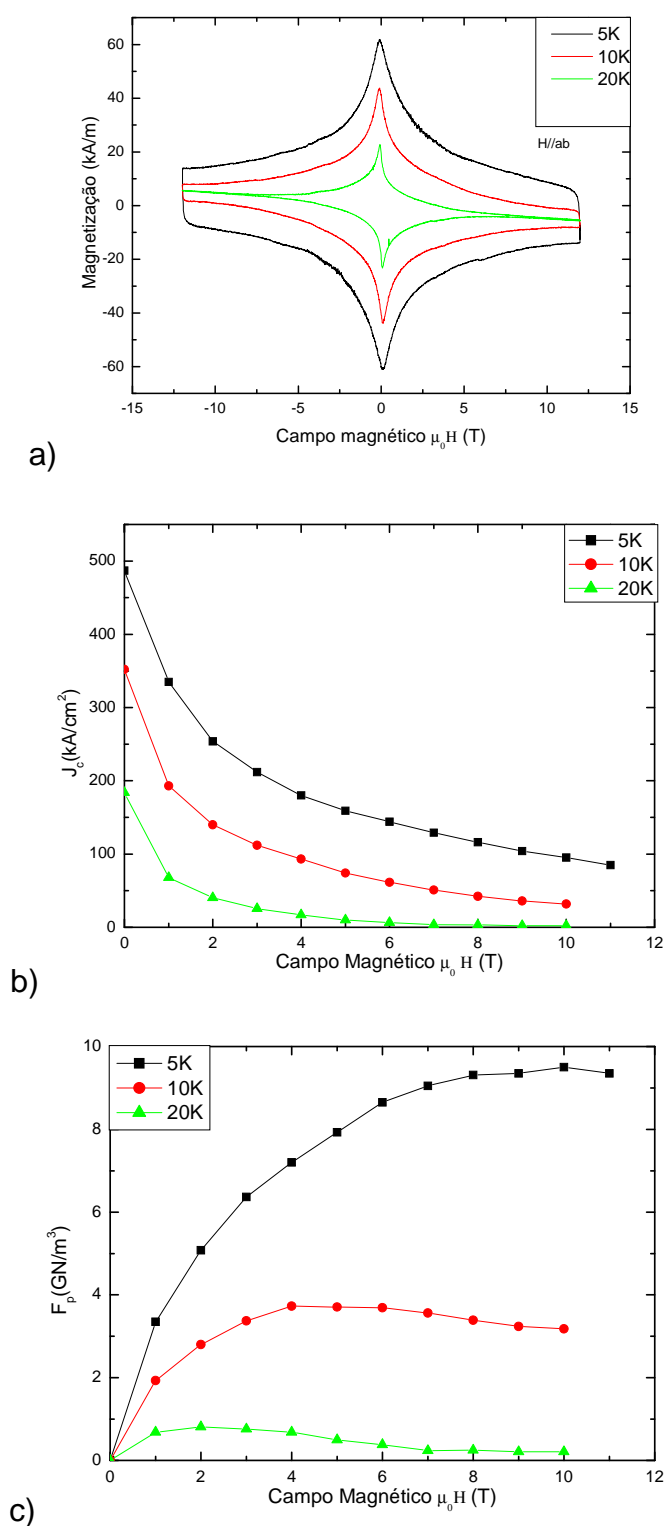 5K
10K
20K
H//ab
60
40
20
0
-20
-40
-60
Magnetização (kA/m)
-15
-10
-5
0
5
10
15
Campo magnético μ₀H (T)
a)
5K
10K
20K
500
400
300
200
100
0
J_c(kA/cm²)
0
2
4
6
8
10
12
Campo Magnético μ₀ H (T)
b)
5K
10K
20K
10
8
6
4
2
0
F_p(GN/m³)
0
2
4
6
8
10
12
Campo Magnético μ₀H (T)
c)